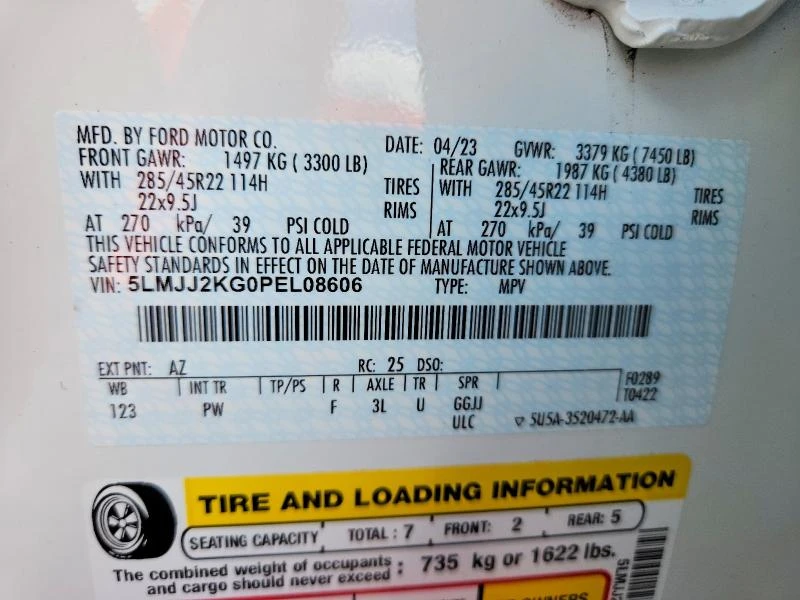 MFD. BY FORD MOTOR CO. DATE: 04/23 GVWR: 3379 KG ( 7450 LB)
FRONT GAWR: 1497 KG ( 3300 LB) REAR GAWR: 1987 KG ( 4380 LB)
WITH 285/45R22 114H TIRES WITH 285/45R22 114H TIRES
22x9.5J RIMS 22x9.5J RIMS
AT 270 kPa/ 39 PSI COLD AT 270 kPa/ 39 PSI COLD
THIS VEHICLE CONFORMS TO ALL APPLICABLE FEDERAL MOTOR VEHICLE
SAFETY STANDARDS IN EFFECT ON THE DATE OF MANUFACTURE SHOWN ABOVE.
VIN: 5LMJJ2KG0PEL08606 TYPE: MPV
EXT PNT: AZ RC: 25 DSO:
WB INT TR TP/PS R AXLE TR SPR F0289
123 PW F 3L U GGJJ T0422
ULC ▽ 5U5A-3520472-AA
TIRE AND LOADING INFORMATION
SEATING CAPACITY TOTAL : 7 FRONT: 2 REAR: 5
The combined weight of occupants : 735 kg or 1622 lbs.
and cargo should never exceed